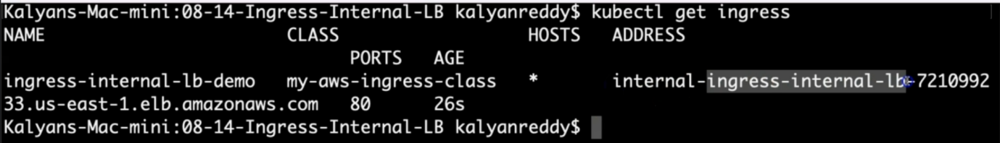 Kalyans-Mac-mini:08-14-Ingress-Internal-LB kalyanreddy$ kubectl get ingress
NAME CLASS HOSTS ADDRESS
PORTS AGE
ingress-internal-lb-demo my-aws-ingress-class * internal-ingress-internal-lb-7210992
33.us-east-1.elb.amazonaws.com 80 26s
Kalyans-Mac-mini:08-14-Ingress-Internal-LB kalyanreddy$